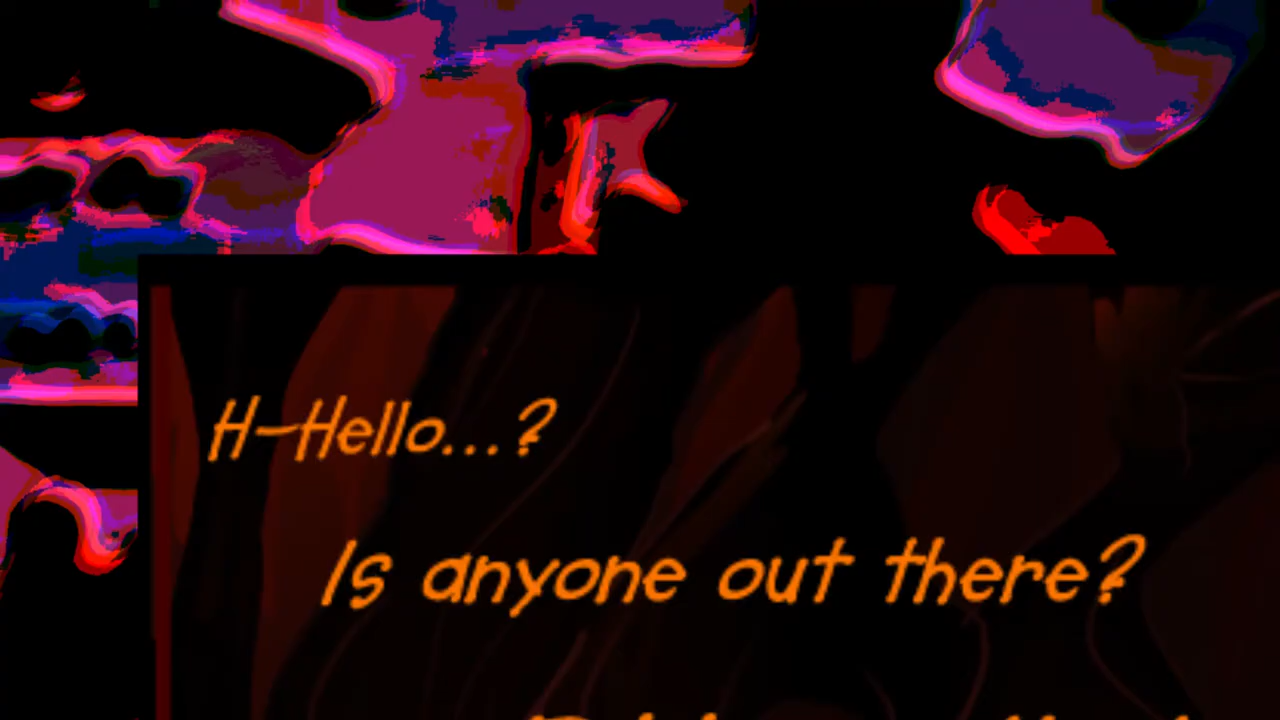 H-Hello...?
Is anyone out there?